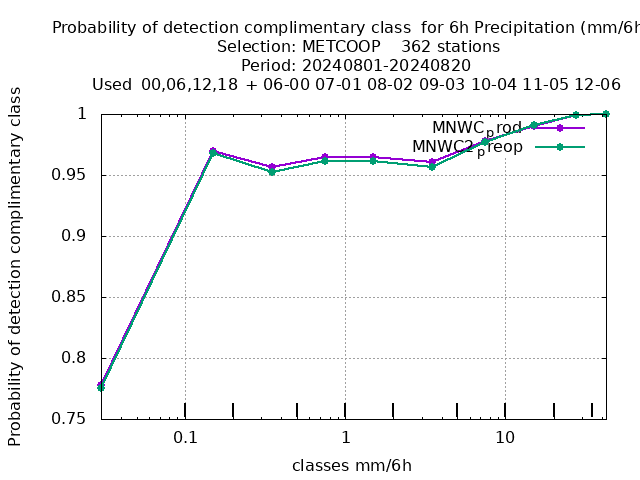 Probability of detection complimentary class  for 6h Precipitation (mm/6h
Selection: METCOOP    362 stations
Period: 20240801-20240820
Used  00,06,12,18  + 06-00 07-01 08-02 09-03 10-04 11-05 12-06
Probability of detection complimentary class
1
0.95
0.9
0.85
0.8
0.75
MNWC_prod
MNWC2_preop
0.1
1
10
classes mm/6h